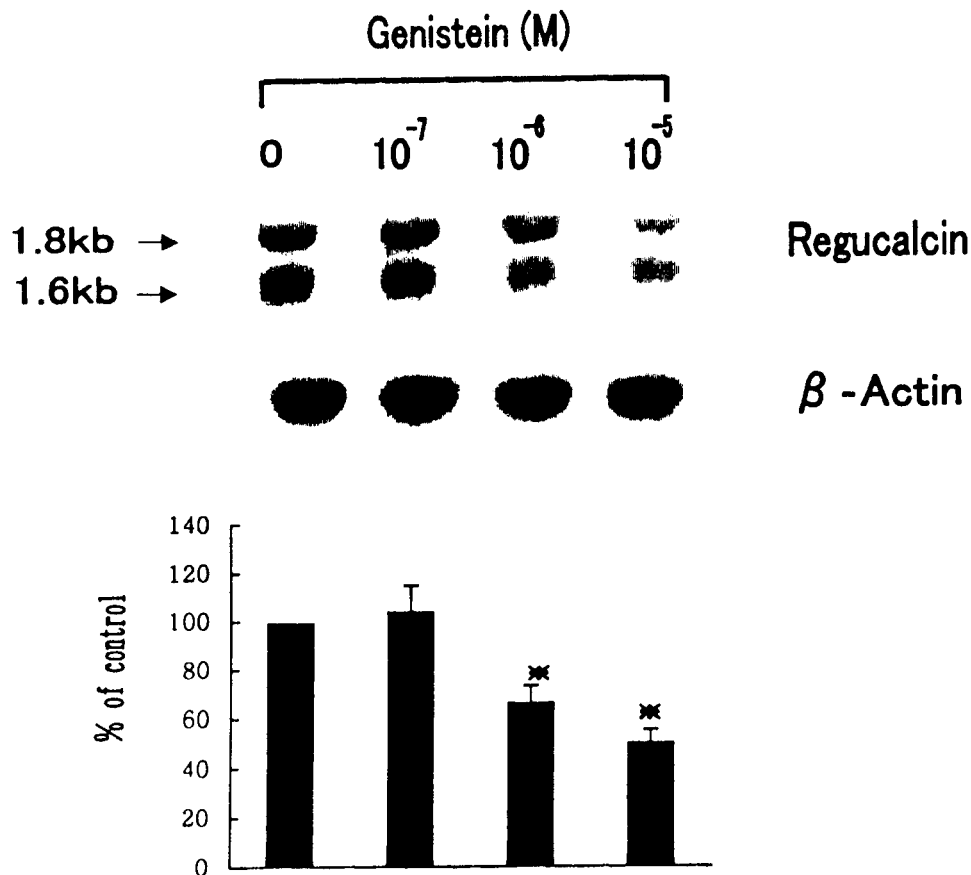 Genistein (M)
0 10⁻⁷ 10⁻⁶ 10⁻⁵
1.8kb → Regucalcin
1.6kb →
β -Actin
140
120
100
80
60
40
20
0
% of control
** **